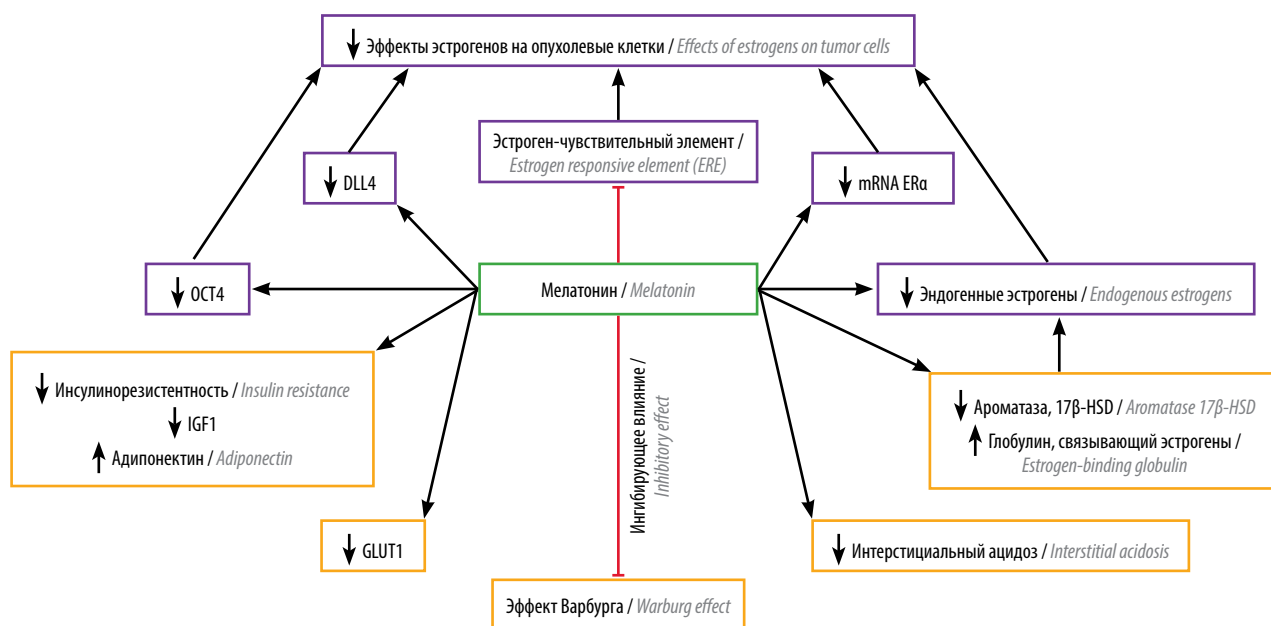 Эффекты эстрогенов на опухолевые клетки / Effects of estrogens on tumor cells
Эстроген-чувствительный элемент /
Estrogen responsive element (ERE)
DLL4
mRNA ERα
OCT4
Мелатонин / Melatonin
Эндогенные эстрогены / Endogenous estrogens
Инсулинорезистентность / Insulin resistance
IGF1
Адипонектин / Adiponectin
Ингибирующее влияние /
Inhibitory effect
Ароматаза, 17β-HSD / Aromatase 17β-HSD
Глобулин, связывающий эстрогены /
Estrogen-binding globulin
GLUT1
Интерстициальный ацидоз / Interstitial acidosis
Эффект Варбурга / Warburg effect